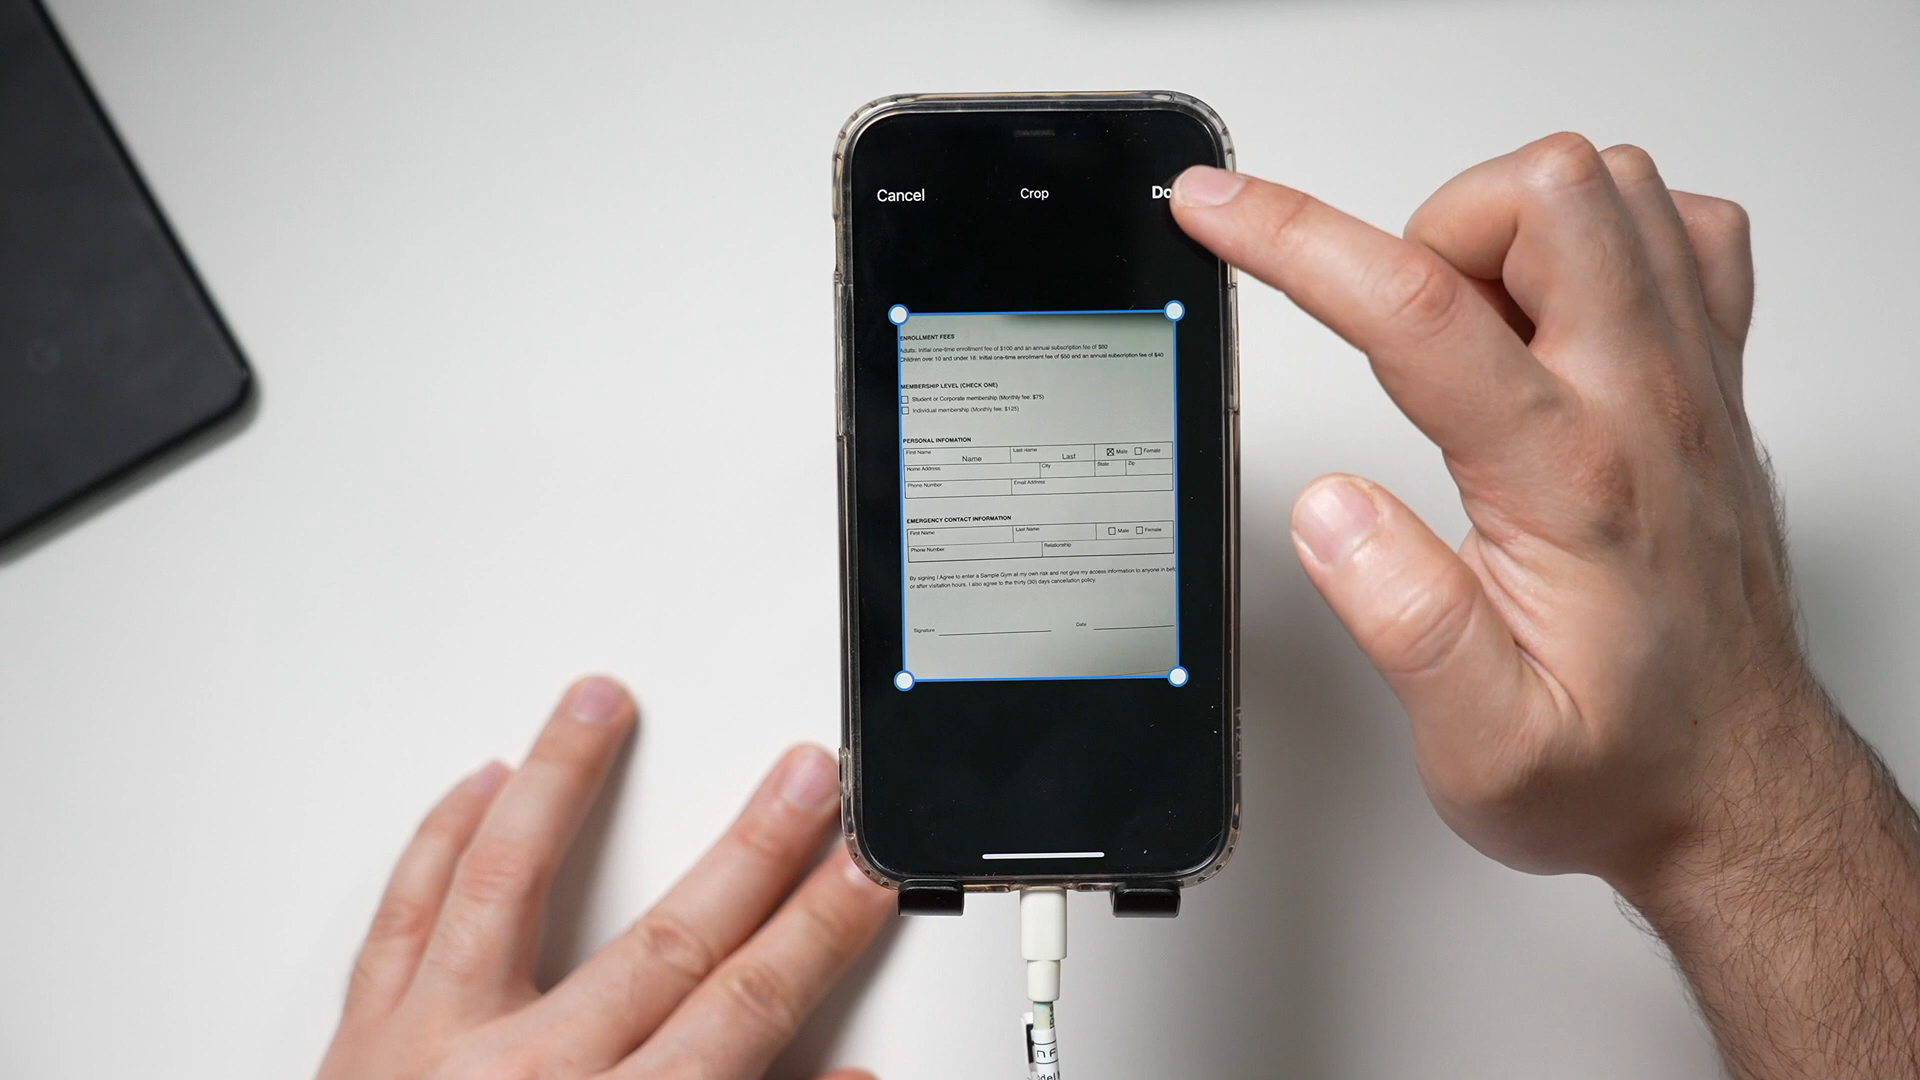 Cancel Crop Do
ENROLLMENT FEES
Adults: Initial one-time enrollment fee of $100 and an annual subscription fee of $80
Children over 10 and under 18: Initial one-time enrollment fee of $50 and an annual subscription fee of $40
MEMBERSHIP LEVEL (CHECK ONE)
Student or Corporate membership (Monthly fee: $75)
Individual membership (Monthly fee: $125)
PERSONAL INFOMATION
First Name Name Last Name Last Male Female
Home Address City State Zip
Phone Number Email Address
EMERGENCY CONTACT INFORMATION
First Name Last Name Male Female
Phone Number Relationship
By signing I Agree to enter a Sample Gym at my own risk and not give my access information to anyone in bef
or after visitation hours. I also agree to the thirty (30) days cancellation policy.
Signature Date